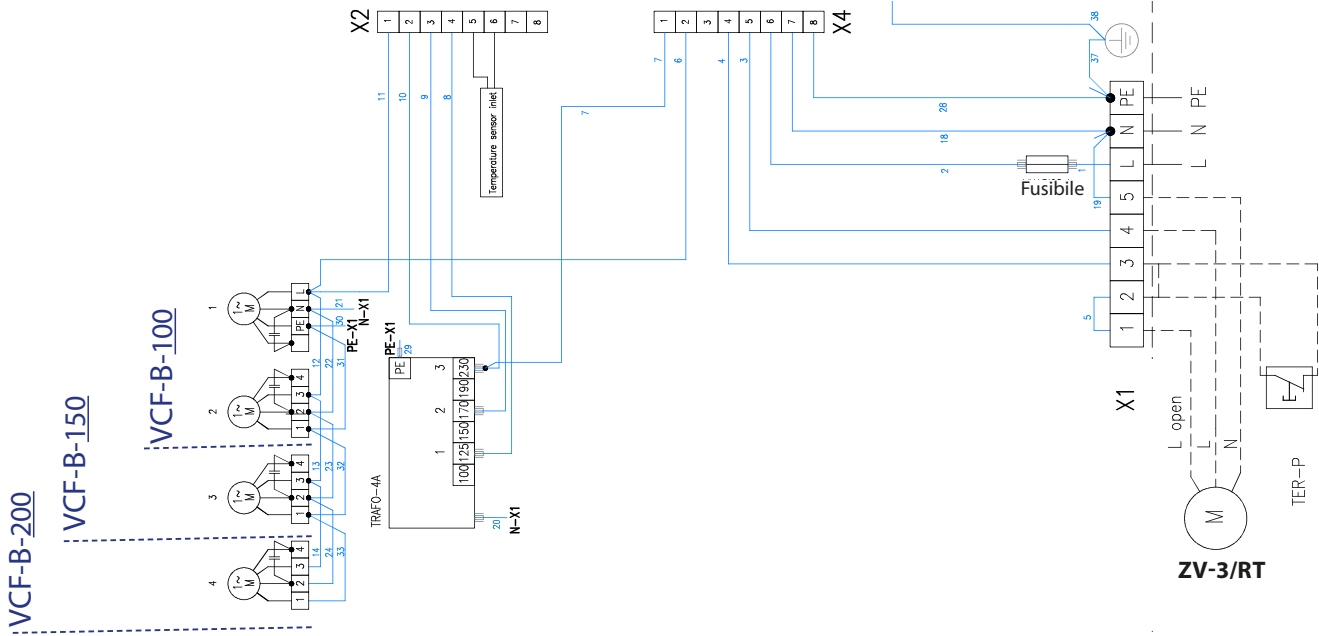 X2
1 2 3 4 5 6 7 8
11
10
9
8
Temperature sensor inlet
1 2 3 4 5 6 7 8
X4
7
6
4
3
7
2
18
28
38
37
PE
N
L
5
4
3
2
1
X1
PE
N
L
1
19
5
Fusibile
L open
L
N
M
ZV-3/RT
TER-P
VCF-B-100
VCF-B-150
VCF-B-200
1
1~
M
L
N
PE
21
30
N-X1
PE-X1
12
22
31
2
1~
M
4
3
2
1
13
23
32
3
1~
M
4
3
2
1
14
24
33
4
1~
M
4
3
2
1
PE-X1
29
PE
TRAFO-4A
3
2
1
230
190
170
150
125
100
20
N-X1